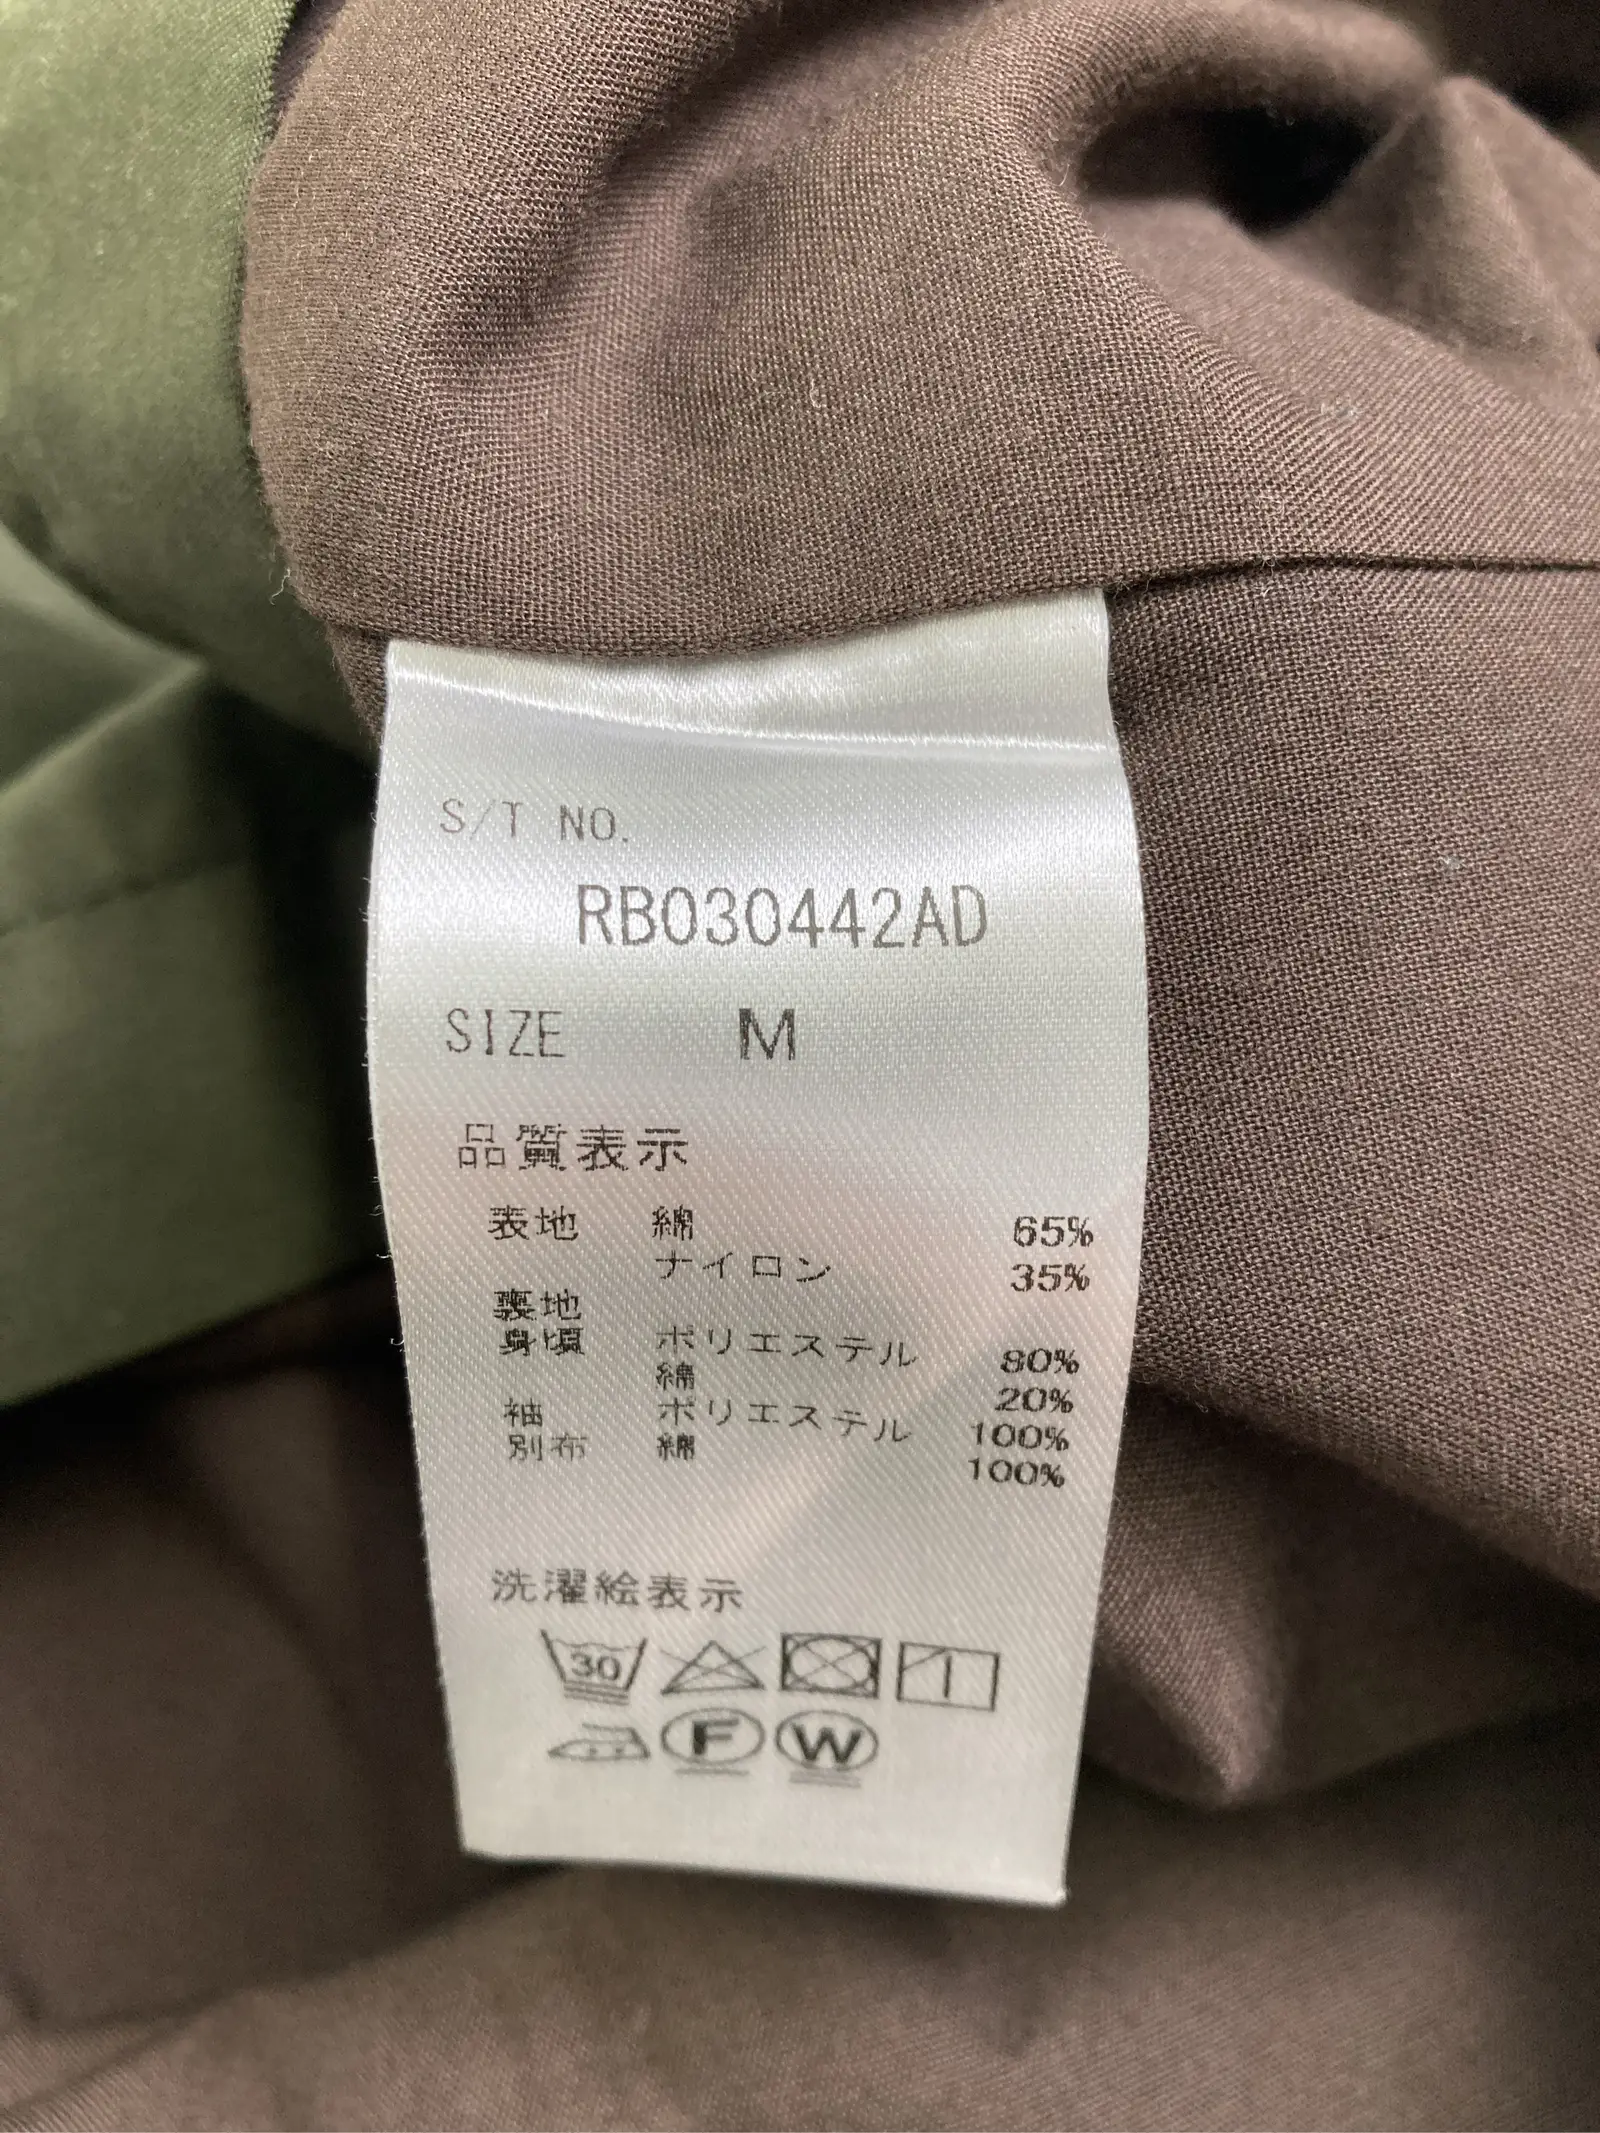 S/T NO.
RB030442AD
SIZE M
品質表示
表地 綿 65%
ナイロン 35%
裏地
身頃 ポリエステル 80%
綿 20%
袖 ポリエステル 100%
別布 綿 100%
洗濯絵表示
30
F W